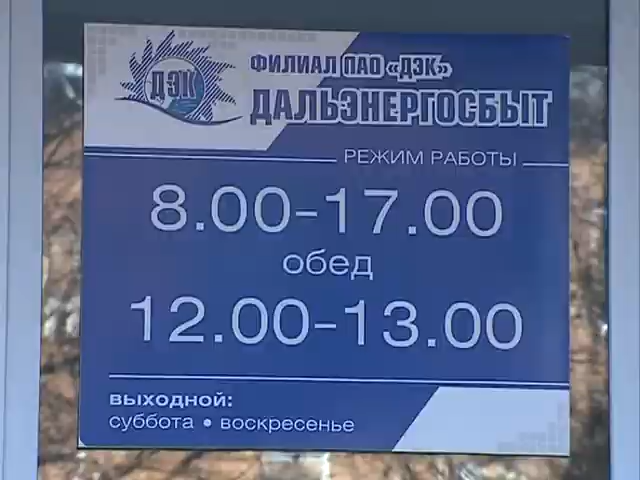 ДЭК
ФИЛИАЛ ПАО «ДЭК»
ДАЛЬЭНЕРГОСБЫТ
РЕЖИМ РАБОТЫ
8.00-17.00
обед
12.00-13.00
выходной:
суббота • воскресенье